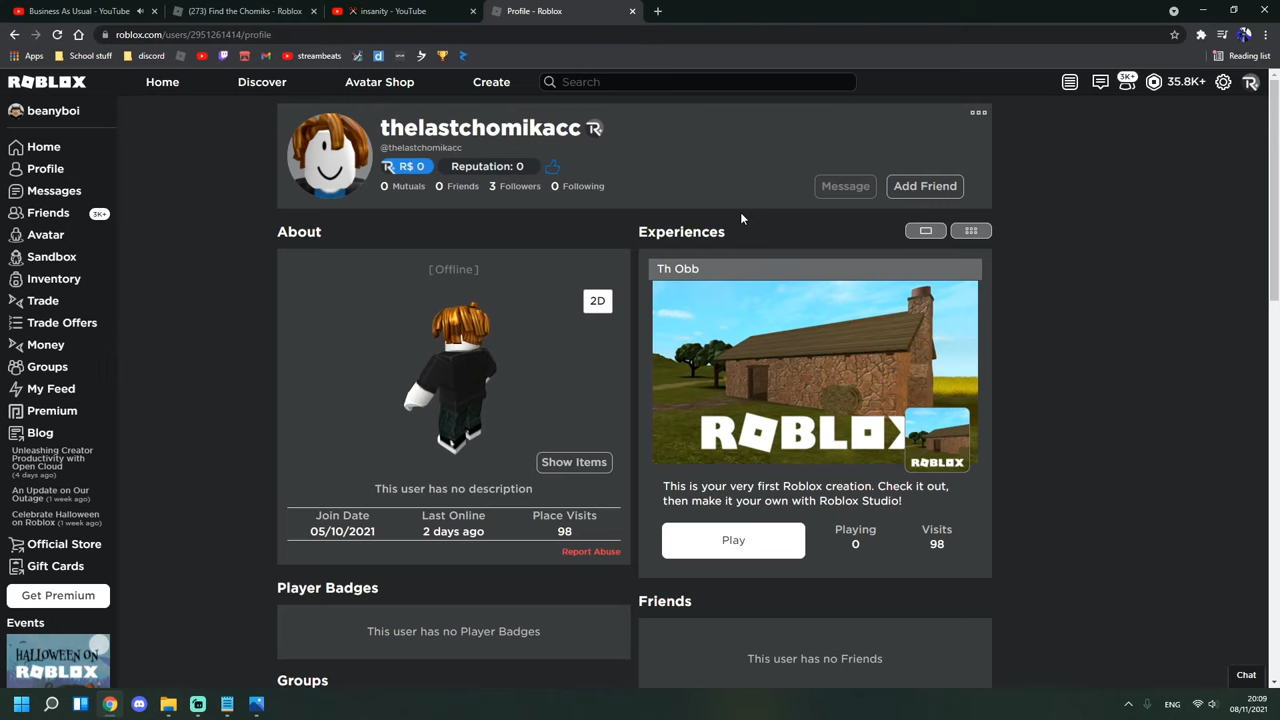 Business As Usual - YouTube
(273) Find the Chomiks - Roblox
insanity - YouTube
Profile - Roblox
roblox.com/users/2951261414/profile
Apps
School stuff
discord
streambeats
Reading list
ROBLOX
Home
Discover
Avatar Shop
Create
Search
3K+
35.8K+
beanyboi
Home
Profile
Messages
Friends
3K+
Avatar
Sandbox
Inventory
Trade
Trade Offers
Money
Groups
My Feed
Premium
Blog
Unleashing Creator
Productivity with
Open Cloud
(4 days ago)
An Update on Our
Outage (1 week ago)
Celebrate Halloween
on Roblox (1 week ago)
Official Store
Gift Cards
Get Premium
Events
HALLOWEEN ON
ROBLOX
thelastchomikacc
@thelastchomikacc
R$ 0
Reputation: 0
0 Mutuals
0 Friends
3 Followers
0 Following
Message
Add Friend
About
[Offline]
2D
Show Items
This user has no description
Join Date
05/10/2021
Last Online
2 days ago
Place Visits
98
Report Abuse
Player Badges
This user has no Player Badges
Groups
Experiences
Th Obb
ROBLOX
ROBLOX
This is your very first Roblox creation. Check it out,
then make it your own with Roblox Studio!
Play
Playing
0
Visits
98
Friends
This user has no Friends
Chat
ENG
20:09
08/11/2021